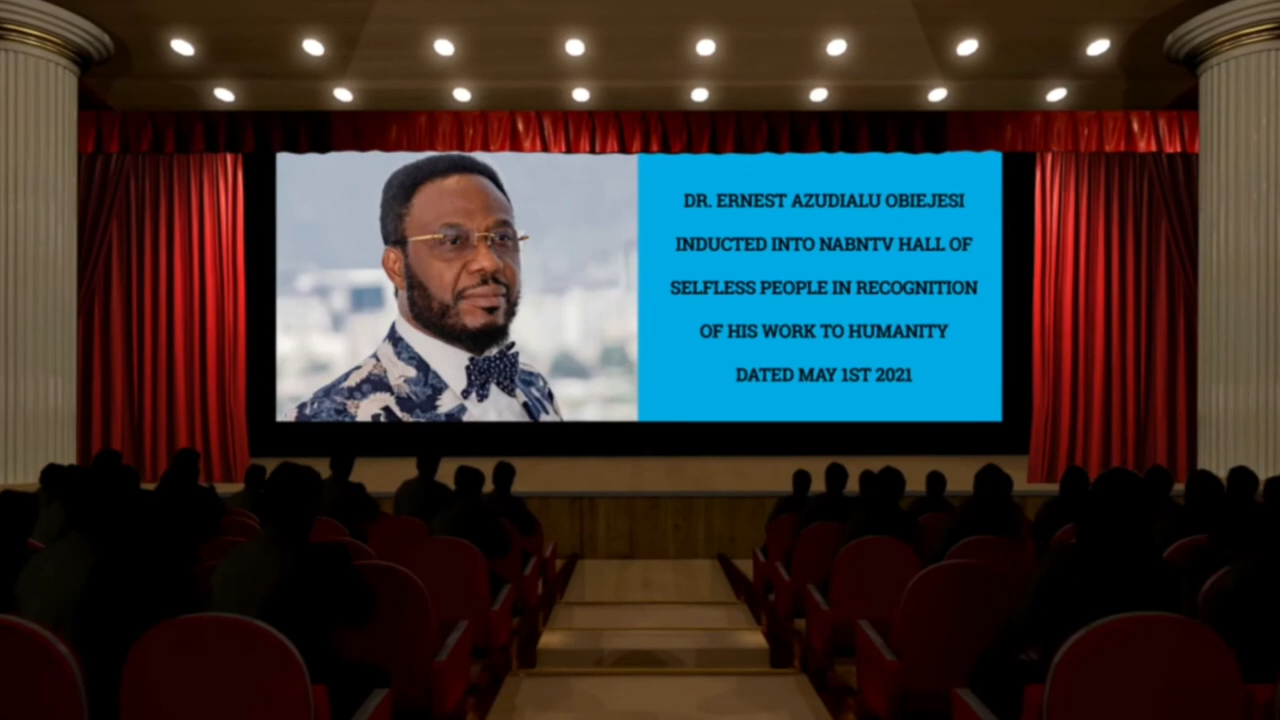 DR. ERNEST AZUDIALU OBIEJESI
INDUCTED INTO NABNTV HALL OF
SELFLESS PEOPLE IN RECOGNITION
OF HIS WORK TO HUMANITY
DATED MAY 1ST 2021